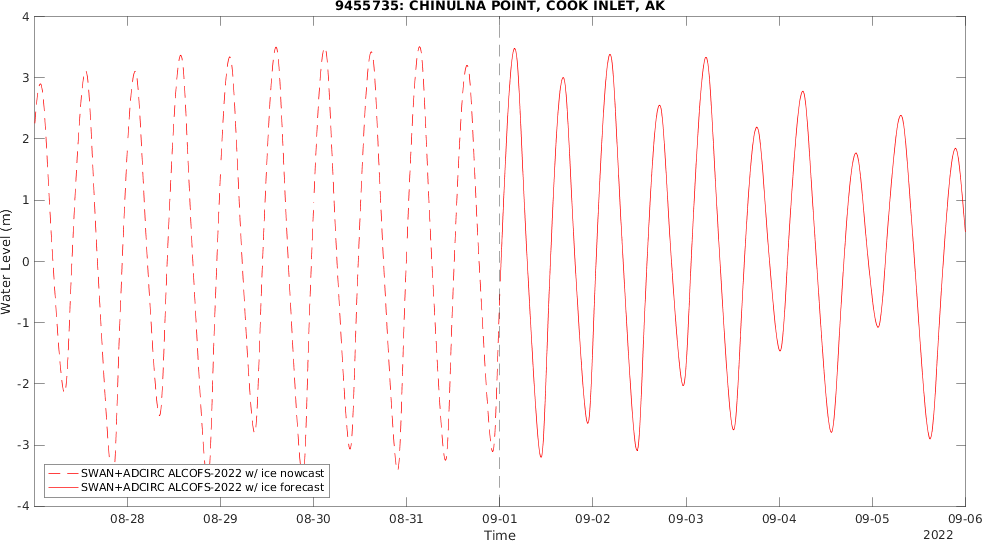 9455735: CHINULNA POINT, COOK INLET, AK
4
3
2
1
0
-1
-2
-3
-4
Water Level (m)
SWAN+ADCIRC ALCOFS-2022 w/ ice nowcast
SWAN+ADCIRC ALCOFS-2022 w/ ice forecast
08-28 08-29 08-30 08-31 09-01 09-02 09-03 09-04 09-05 09-06
Time
2022